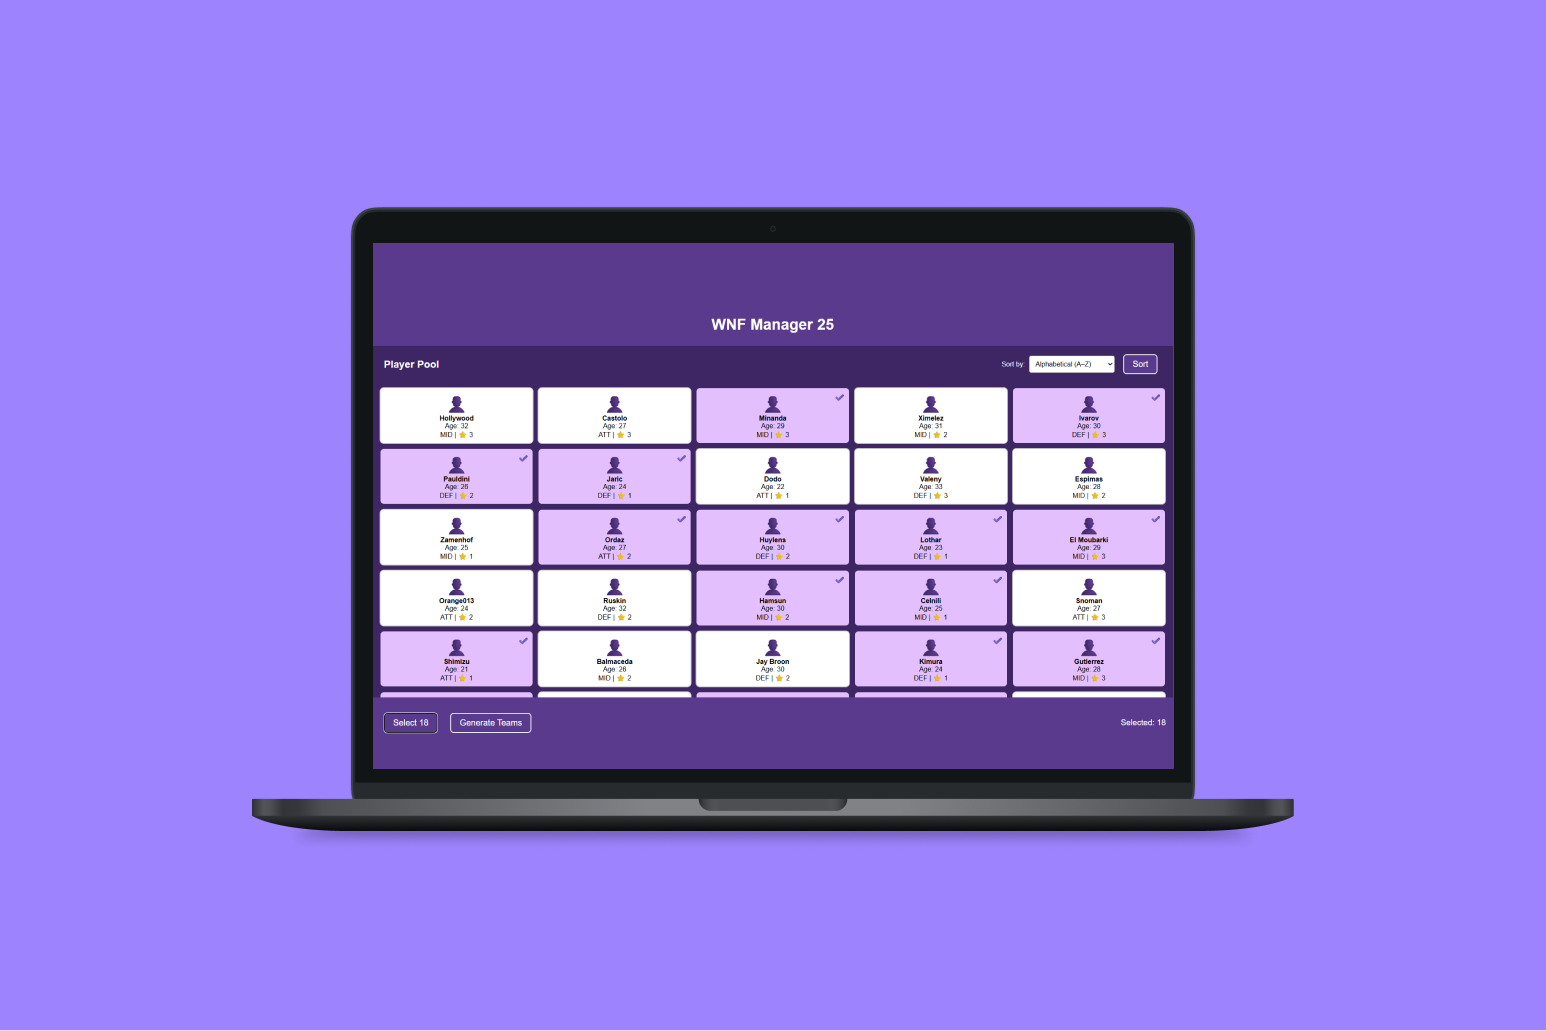 WNF Manager 25
Player Pool
Sort by
Alphabetical (A–Z)
Sort
Hollywood
Age: 32
MID | ⭐ 3
Castolo
Age: 27
ATT | ⭐ 3
Minanda
Age: 29
MID | ⭐ 3
Ximelez
Age: 31
MID | ⭐ 2
Ivarov
Age: 30
DEF | ⭐ 3
Pauldini
Age: 26
DEF | ⭐ 2
Jaric
Age: 24
DEF | ⭐ 1
Dodo
Age: 22
ATT | ⭐ 1
Valeny
Age: 33
DEF | ⭐ 3
Espimas
Age: 28
MID | ⭐ 2
Zamenhof
Age: 25
MID | ⭐ 1
Ordaz
Age: 27
ATT | ⭐ 2
Huylens
Age: 30
DEF | ⭐ 2
Lothar
Age: 23
DEF | ⭐ 1
El Moubarki
Age: 29
MID | ⭐ 3
Orange013
Age: 24
ATT | ⭐ 2
Ruskin
Age: 32
DEF | ⭐ 2
Hamsun
Age: 30
MID | ⭐ 2
Celnili
Age: 25
MID | ⭐ 1
Snoman
Age: 27
ATT | ⭐ 3
Shimizu
Age: 21
ATT | ⭐ 1
Balmaceda
Age: 26
MID | ⭐ 2
Jay Broon
Age: 30
DEF | ⭐ 2
Kimura
Age: 24
DEF | ⭐ 1
Gutierrez
Age: 28
MID | ⭐ 3
Select 18
Generate Teams
Selected: 18